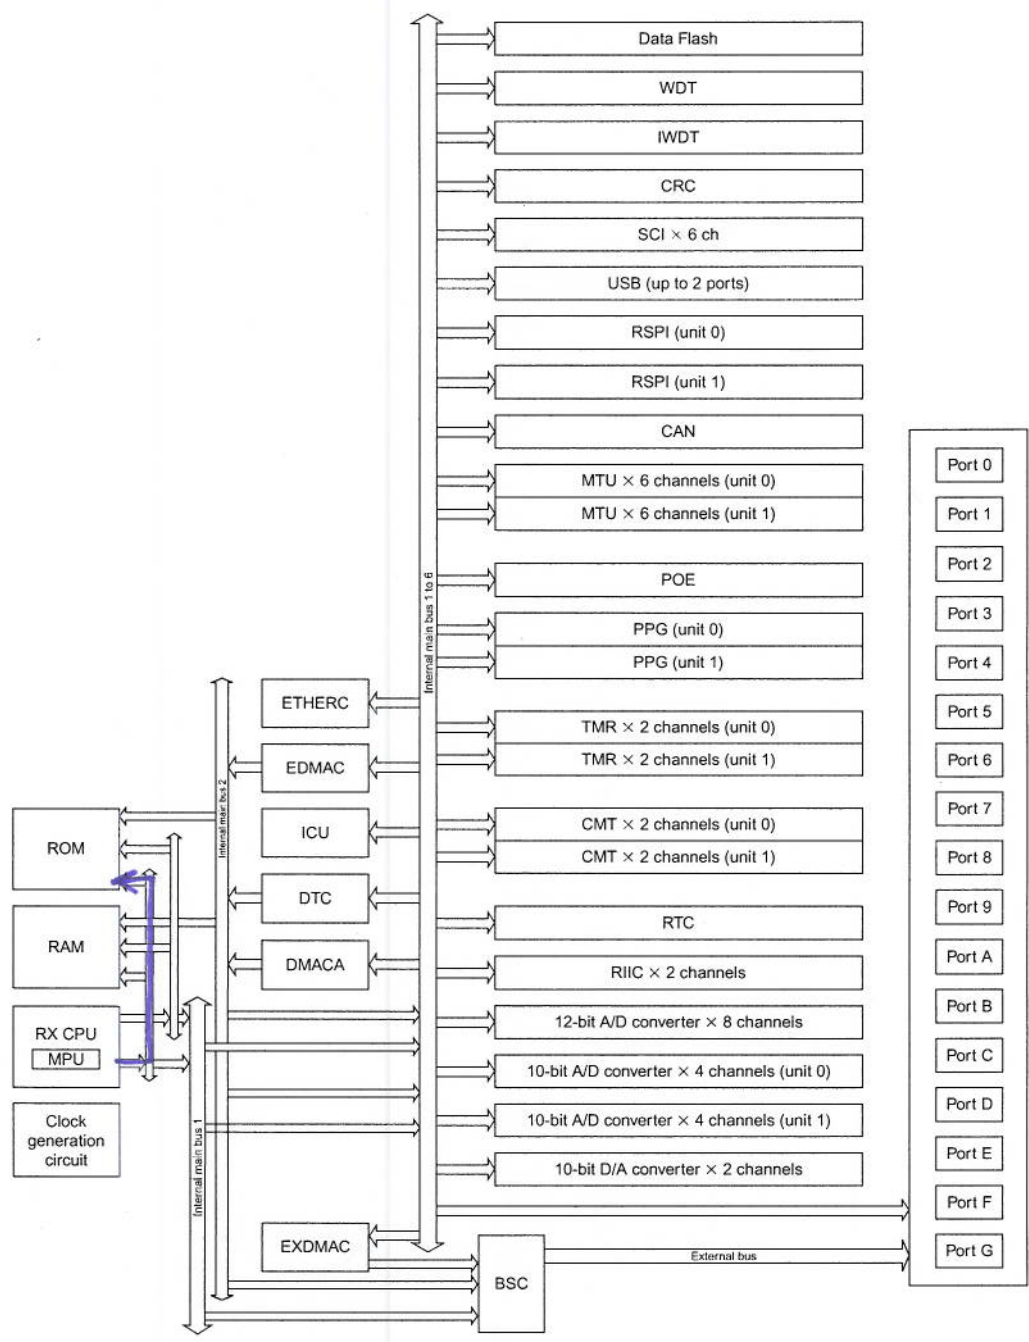 Data Flash
WDT
IWDT
CRC
SCI × 6 ch
USB (up to 2 ports)
RSPI (unit 0)
RSPI (unit 1)
CAN
MTU × 6 channels (unit 0)
MTU × 6 channels (unit 1)
POE
PPG (unit 0)
PPG (unit 1)
TMR × 2 channels (unit 0)
TMR × 2 channels (unit 1)
CMT × 2 channels (unit 0)
CMT × 2 channels (unit 1)
RTC
RIIC × 2 channels
12-bit A/D converter × 8 channels
10-bit A/D converter × 4 channels (unit 0)
10-bit A/D converter × 4 channels (unit 1)
10-bit D/A converter × 2 channels
Internal main bus 1 to 6
ETHERC
EDMAC
ICU
DTC
DMACA
EXDMAC
Internal main bus 2
Internal main bus 1
ROM
RAM
RX CPU
MPU
Clock
generation
circuit
BSC
External bus
Port 0
Port 1
Port 2
Port 3
Port 4
Port 5
Port 6
Port 7
Port 8
Port 9
Port A
Port B
Port C
Port D
Port E
Port F
Port G